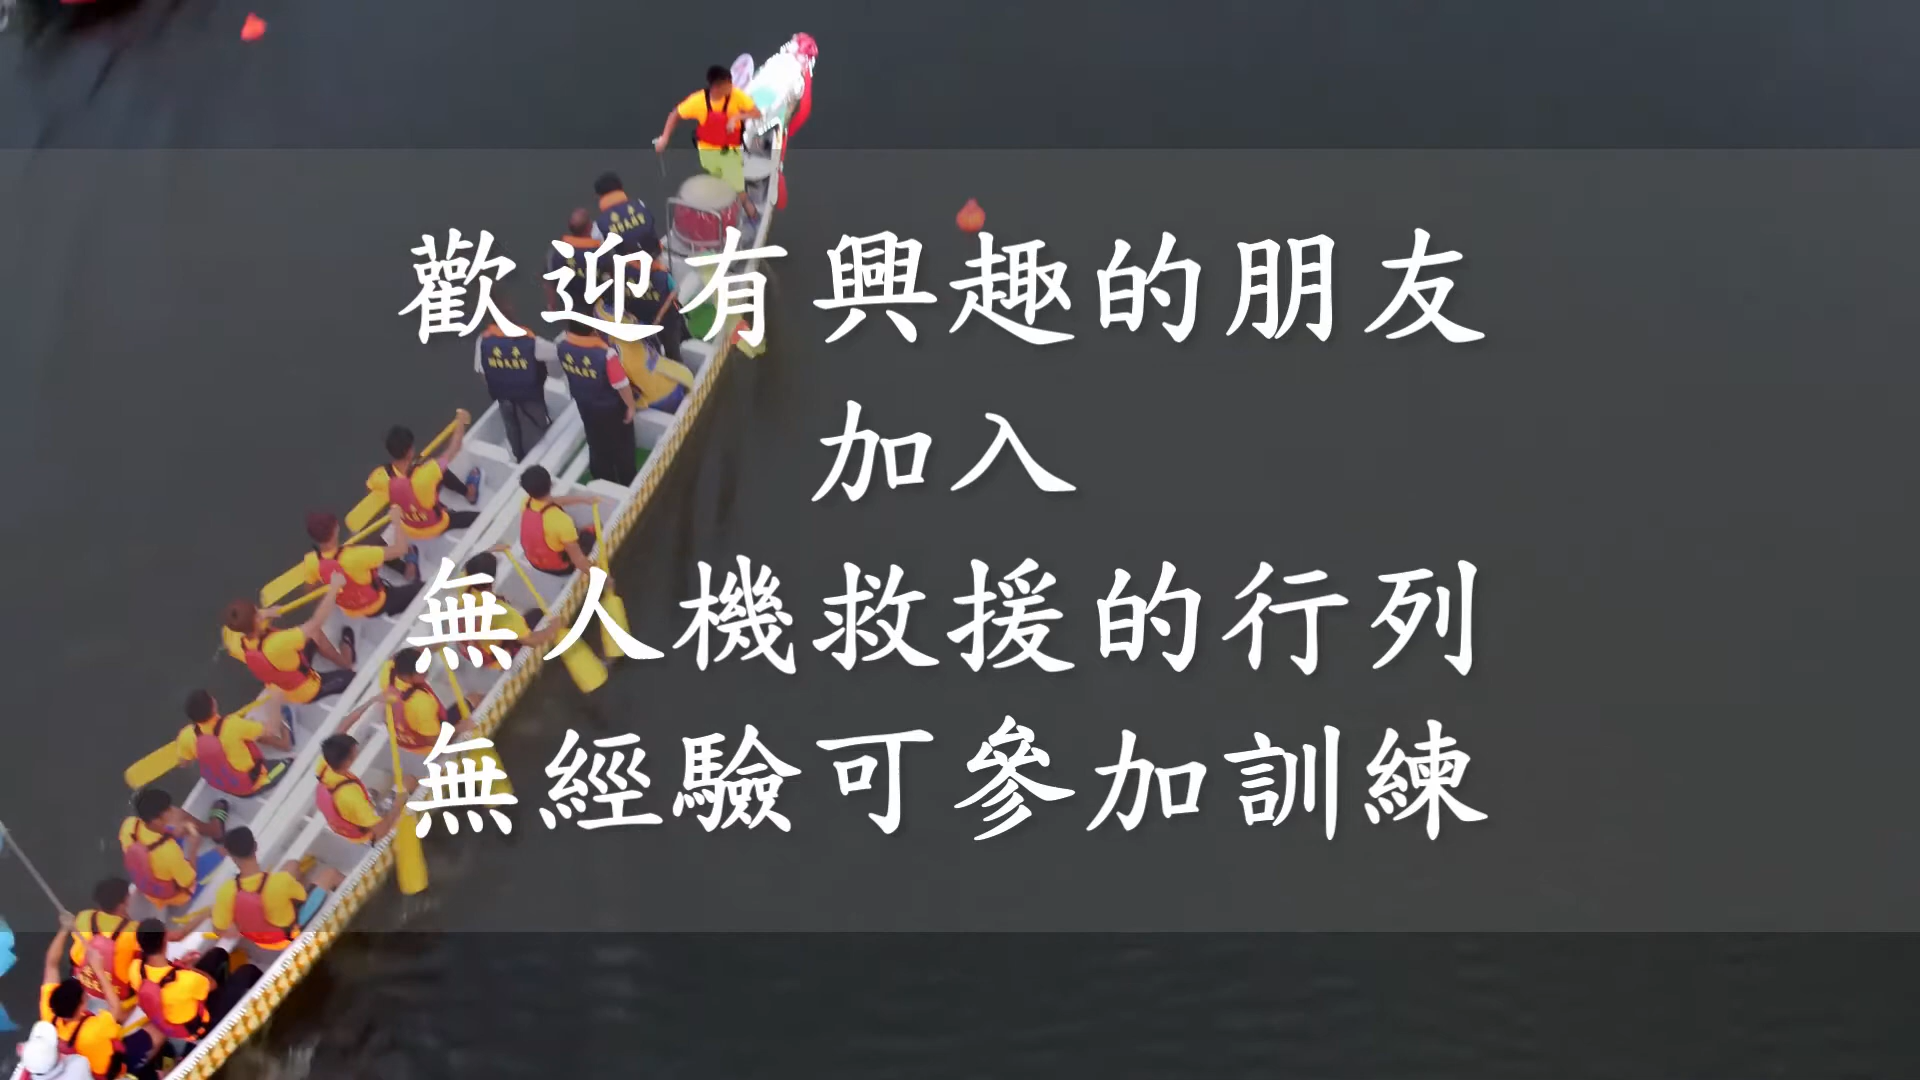 歡迎有興趣的朋友
加入
無人機救援的行列
無經驗可參加訓練